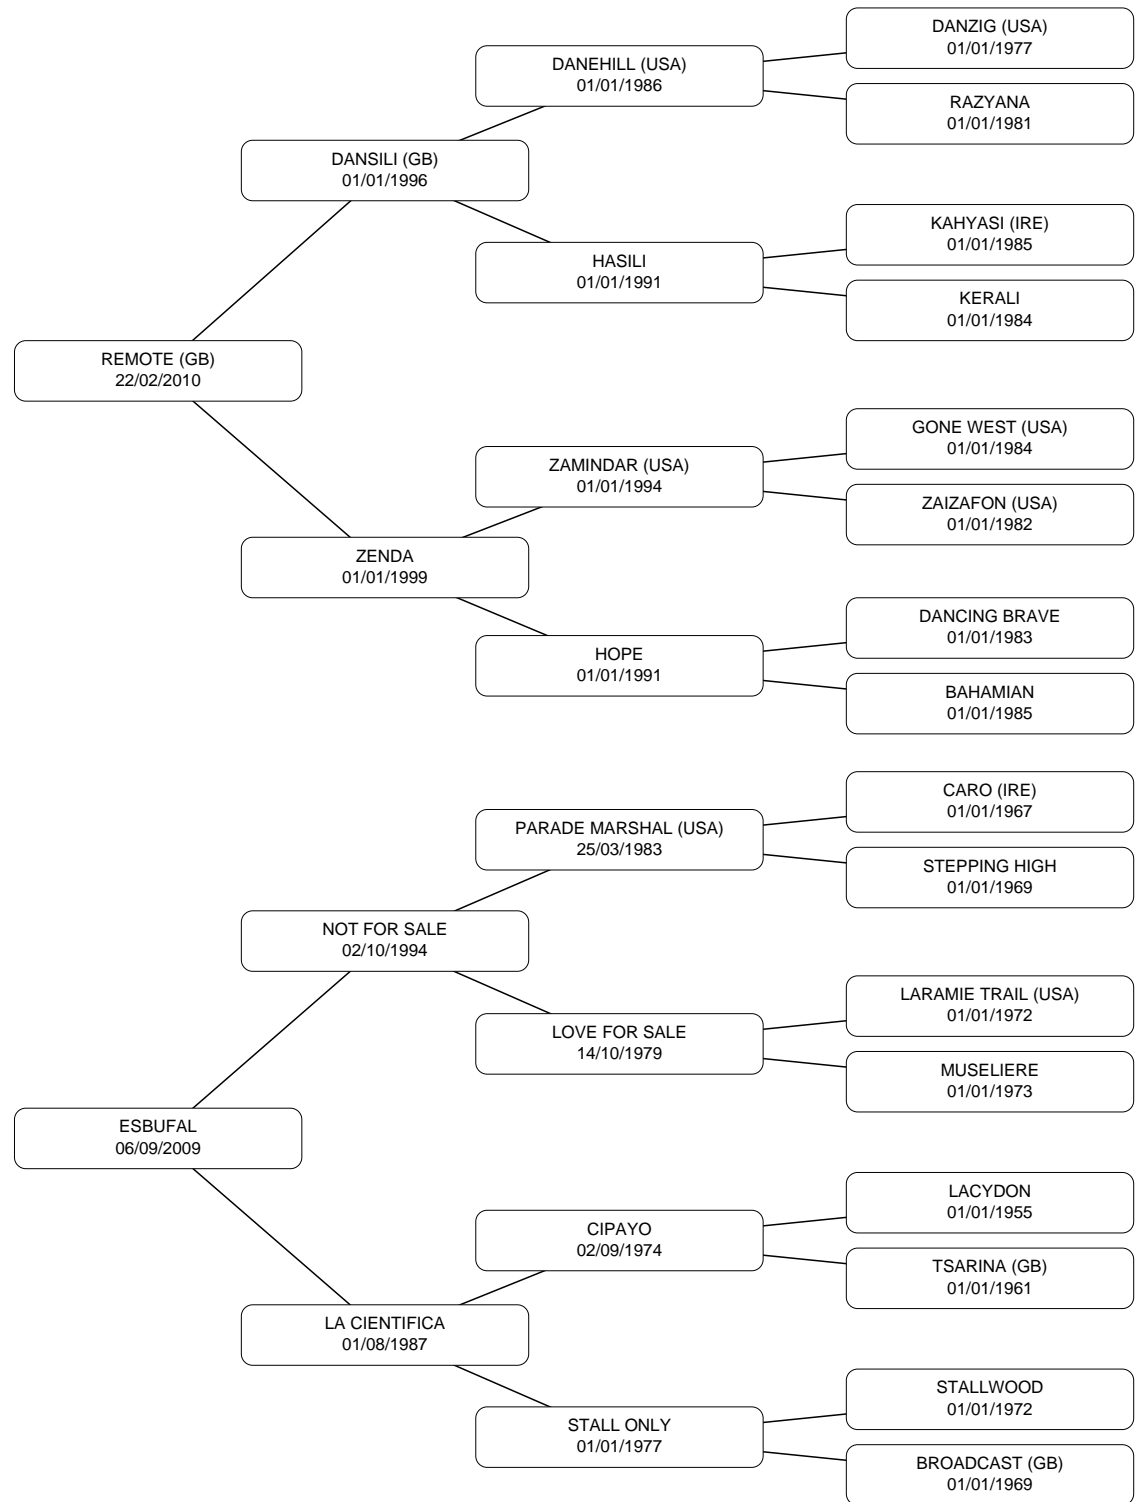 DANZIG (USA)
01/01/1977
DANEHILL (USA)
01/01/1986
RAZYANA
01/01/1981
DANSILI (GB)
01/01/1996
KAHYASI (IRE)
01/01/1985
HASILI
01/01/1991
KERALI
01/01/1984
REMOTE (GB)
22/02/2010
GONE WEST (USA)
01/01/1984
ZAMINDAR (USA)
01/01/1994
ZAIZAFON (USA)
01/01/1982
ZENDA
01/01/1999
DANCING BRAVE
01/01/1983
HOPE
01/01/1991
BAHAMIAN
01/01/1985
CARO (IRE)
01/01/1967
PARADE MARSHAL (USA)
25/03/1983
STEPPING HIGH
01/01/1969
NOT FOR SALE
02/10/1994
LARAMIE TRAIL (USA)
01/01/1972
LOVE FOR SALE
14/10/1979
MUSELIERE
01/01/1973
ESBUFAL
06/09/2009
LACYDON
01/01/1955
CIPAYO
02/09/1974
TSARINA (GB)
01/01/1961
LA CIENTIFICA
01/08/1987
STALLWOOD
01/01/1972
STALL ONLY
01/01/1977
BROADCAST (GB)
01/01/1969